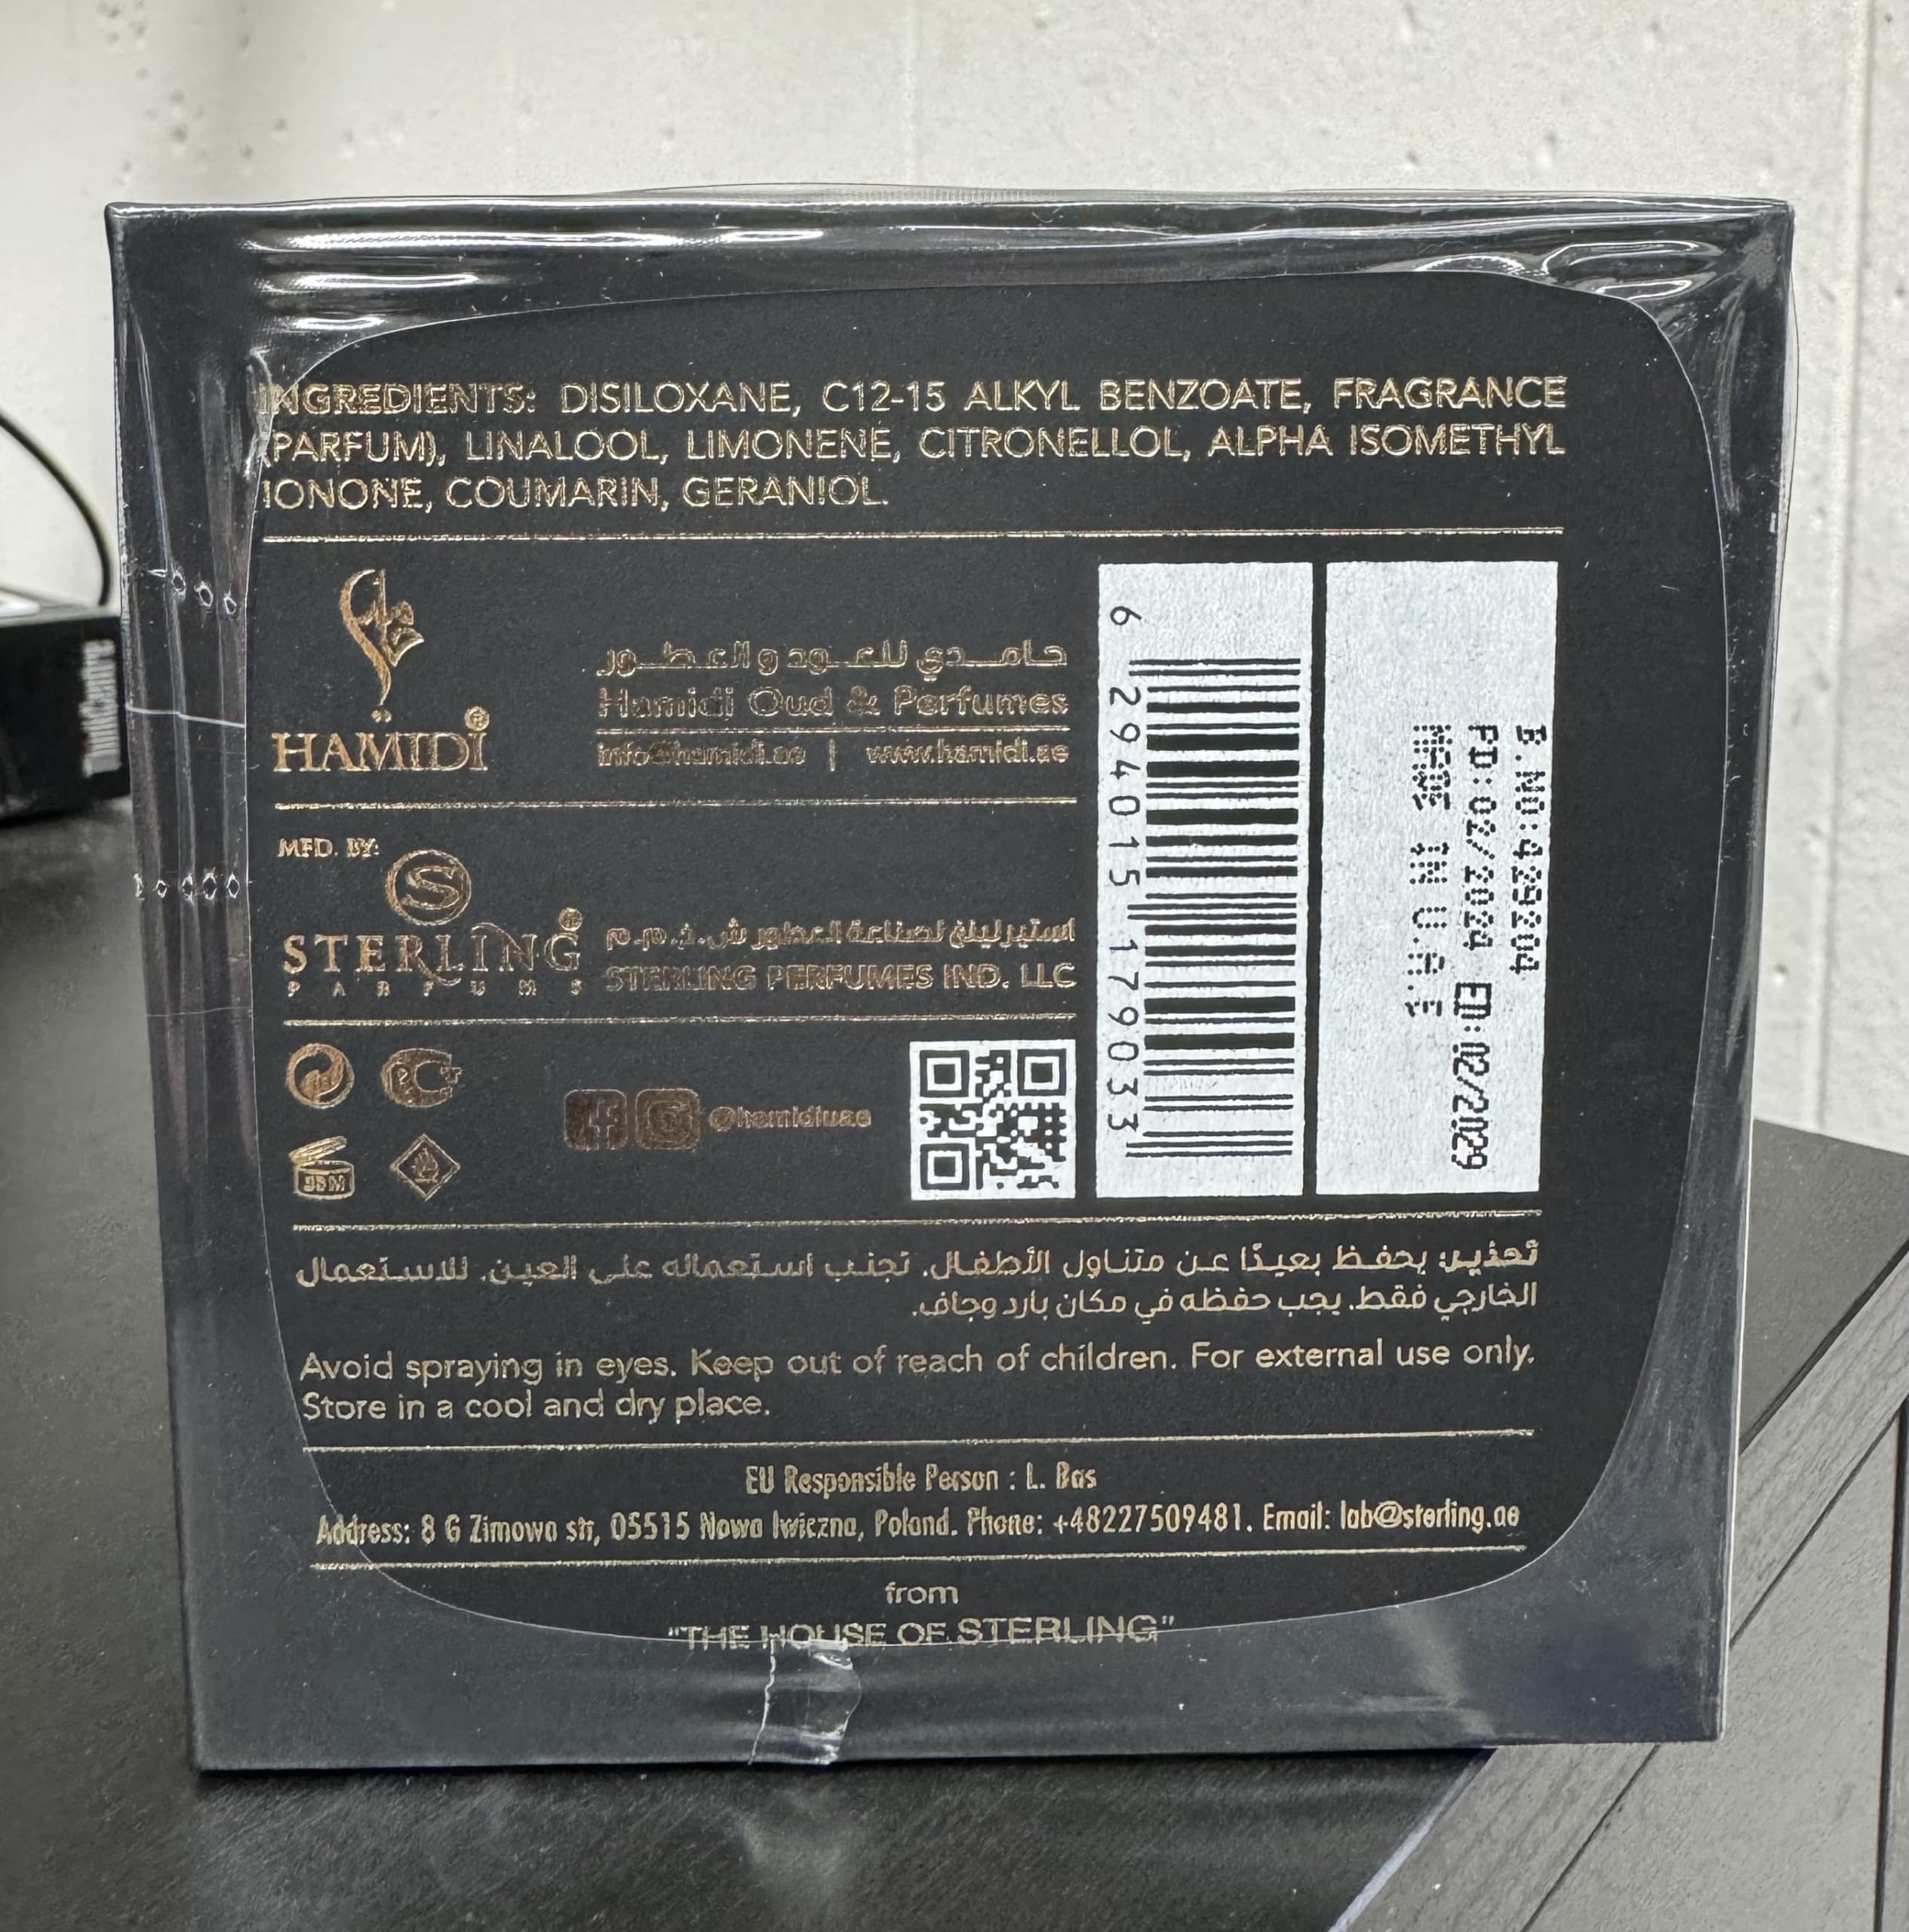 INGREDIENTS: DISILOXANE, C12-15 ALKYL BENZOATE, FRAGRANCE
(PARFUM), LINALOOL, LIMONENE, CITRONELLOL, ALPHA ISOMETHYL
IONONE, COUMARIN, GERANIOL.
HAMIDI®
حامدي للعود و العطور
Hamidi Oud & Perfumes
info@hamidi.ae | www.hamidi.ae
MFD. BY:
S
STERLING®
PARFUMS
استيرلينغ لصناعة العطور ش.ذ.م.م
STERLING PERFUMES IND. LLC
@hamidiuae
6 294015 179033
B.NO:429204
PD:02/2024 ED:02/2029
MADE IN U.A.E
تحذير: يحفظ بعيدًا عن متناول الأطفال. تجنب استعماله على العين. للاستعمال
الخارجي فقط. يجب حفظه في مكان بارد وجاف.
Avoid spraying in eyes. Keep out of reach of children. For external use only.
Store in a cool and dry place.
EU Responsible Person : L. Bas
Address: 8 G Zimowa str, 05515 Nowa Iwiczna, Poland. Phone: +48227509481. Email: lab@sterling.ae
from
"THE HOUSE OF STERLING"